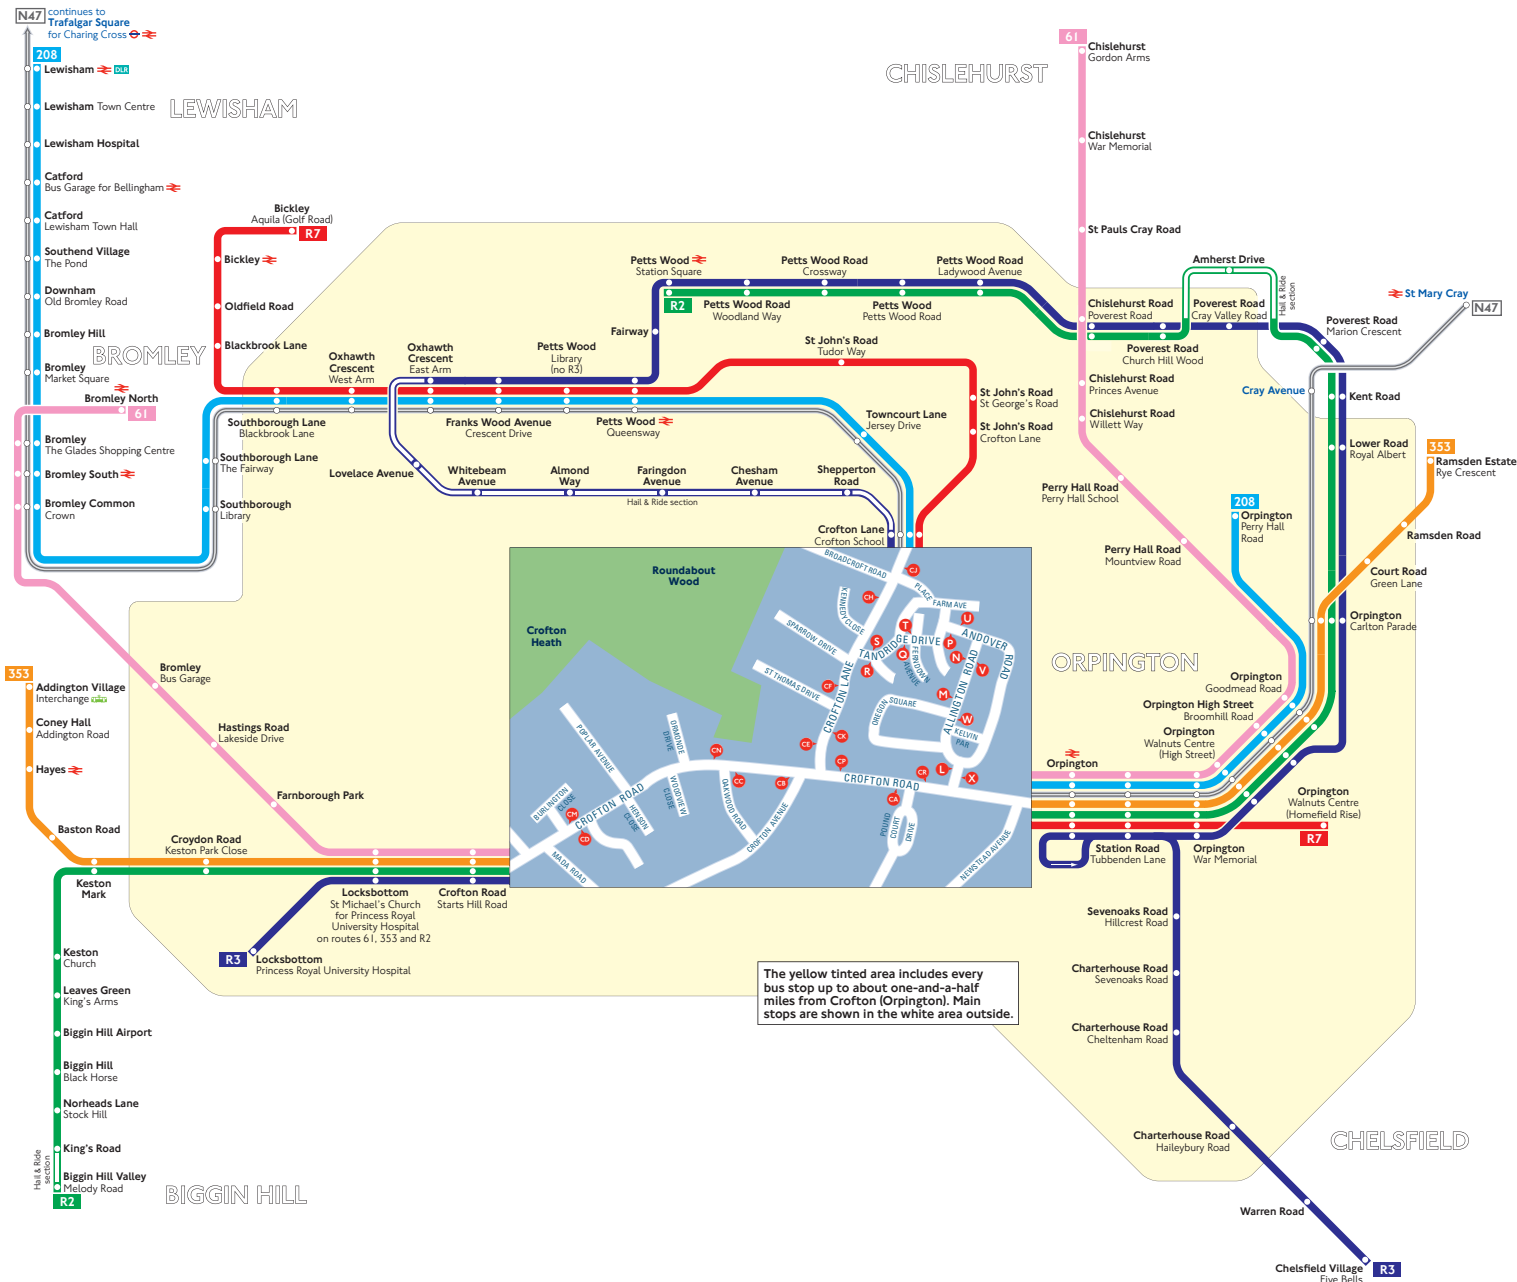 N47
continues to
Trafalgar Square
for Charing Cross
208
Lewisham DLR
Lewisham Town Centre
Lewisham Hospital
Catford
Bus Garage for Bellingham
Catford
Lewisham Town Hall
Southend Village
The Pond
Downham
Old Bromley Road
Bromley Hill
Bromley
Market Square
Bromley North
61
Bromley
The Glades Shopping Centre
Bromley South
Bromley Common
Crown
LEWISHAM
BROMLEY
CHISLEHURST
ORPINGTON
CHELSFIELD
BIGGIN HILL
Bickley
Aquila (Golf Road)
R7
Bickley
Oldfield Road
Blackbrook Lane
Southborough Lane
Blackbrook Lane
Southborough Lane
The Fairway
Southborough
Library
Oxhawth
Crescent
West Arm
Oxhawth
Crescent
East Arm
Petts Wood
Library
(no R3)
Franks Wood Avenue
Crescent Drive
Petts Wood
Queensway
Fairway
Petts Wood
Station Square
R2
Petts Wood Road
Woodland Way
Petts Wood Road
Crossway
Petts Wood
Petts Wood Road
Petts Wood Road
Ladywood Avenue
St John's Road
Tudor Way
St John's Road
St George's Road
St John's Road
Crofton Lane
Towncourt Lane
Jersey Drive
Lovelace Avenue
Whitebeam
Avenue
Almond
Way
Faringdon
Avenue
Chesham
Avenue
Shepperton
Road
Hail & Ride section
Crofton Lane
Crofton School
61
Chislehurst
Gordon Arms
Chislehurst
War Memorial
St Pauls Cray Road
Chislehurst Road
Poverest Road
Chislehurst Road
Princes Avenue
Chislehurst Road
Willett Way
Perry Hall Road
Perry Hall School
Perry Hall Road
Mountview Road
Amherst Drive
Hail & Ride
section
Poverest Road
Cray Valley Road
Poverest Road
Church Hill Wood
Poverest Road
Marion Crescent
St Mary Cray
N47
Cray Avenue
Kent Road
Lower Road
Royal Albert
353
Ramsden Estate
Rye Crescent
Ramsden Road
Court Road
Green Lane
Orpington
Carlton Parade
208
Orpington
Perry Hall
Road
Orpington
Goodmead Road
Orpington High Street
Broomhill Road
Orpington
Walnuts Centre
(High Street)
Orpington
Orpington
Walnuts Centre
(Homefield Rise)
R7
Station Road
Tubbenden Lane
Orpington
War Memorial
Sevenoaks Road
Hillcrest Road
Charterhouse Road
Sevenoaks Road
Charterhouse Road
Cheltenham Road
Charterhouse Road
Haileybury Road
Warren Road
Chelsfield Village
Five Bells
R3
353
Addington Village
Interchange
Coney Hall
Addington Road
Hayes
Baston Road
Keston
Mark
Croydon Road
Keston Park Close
Bromley
Bus Garage
Hastings Road
Lakeside Drive
Farnborough Park
Locksbottom
St Michael's Church
for Princess Royal
University Hospital
on routes 61, 353 and R2
Crofton Road
Starts Hill Road
R3
Locksbottom
Princess Royal University Hospital
Keston
Church
Leaves Green
King's Arms
Biggin Hill Airport
Biggin Hill
Black Horse
Norheads Lane
Stock Hill
King's Road
Hail & Ride
section
Biggin Hill Valley
Melody Road
R2
Roundabout
Wood
Crofton
Heath
BROADCROFT ROAD
PLACE
FARM AVE
KENNEDY CLOSE
SPARROW DRIVE
ST THOMAS DRIVE
TANDRIDGE DRIVE
FERNDOWN
AVENUE
ANDOVER
ROAD
ALLINGTON ROAD
CROFTON LANE
OREGON
SQUARE
KELVIN
PAR
POPLAR AVENUE
ORMONDE
DRIVE
WOODVIEW
CLOSE
BURLINGTON
CLOSE
CROFTON ROAD
HENSON
CLOSE
MADA ROAD
OAKWOOD ROAD
CROFTON AVENUE
CROFTON ROAD
POUND
COURT
DRIVE
NEWSTEAD AVENUE
CJ
CH
U
T
S
P
Q
N
R
V
CF
M
W
CE
CK
CN
CP
L
CR
X
CC
CB
CA
CM
CD
The yellow tinted area includes every
bus stop up to about one-and-a-half
miles from Crofton (Orpington). Main
stops are shown in the white area outside.